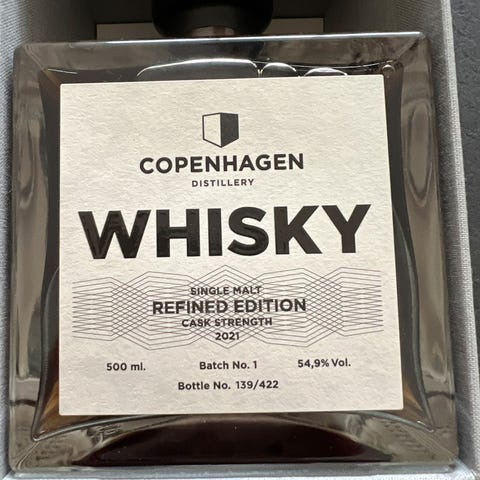 COPENHAGEN
DISTILLERY
WHISKY
SINGLE MALT
REFINED EDITION
CASK STRENGTH
2021
500 ml. Batch No. 1 54,9% Vol.
Bottle No. 139/422